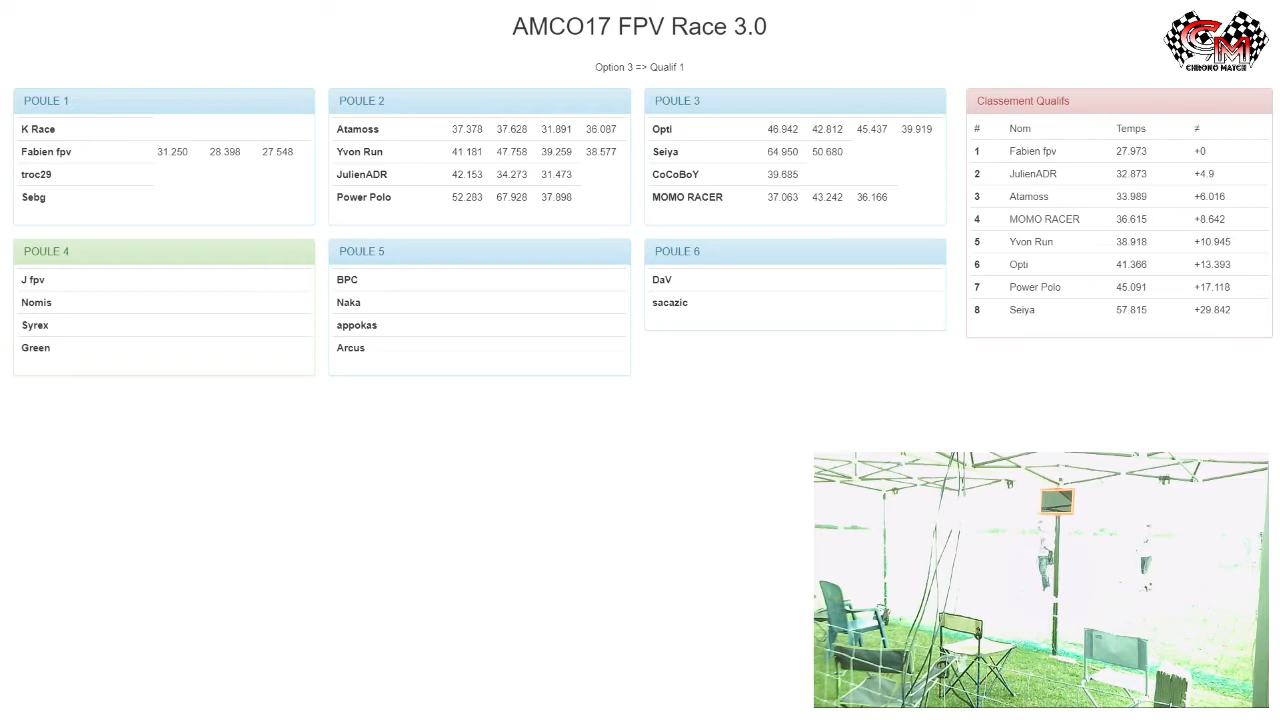 AMCO17 FPV Race 3.0
CHRONO MATCH
Option 3 => Qualif 1
POULE 1
K Race
Fabien fpv 31.250 28.398 27.548
troc29
Sebg
POULE 2
Atamoss 37.378 37.628 31.891 36.087
Yvon Run 41.181 47.758 39.259 38.577
JulienADR 42.153 34.273 31.473
Power Polo 52.283 67.928 37.898
POULE 3
Opti 46.942 42.812 45.437 39.919
Seiya 64.950 50.680
CoCoBoY 39.685
MOMO RACER 37.063 43.242 36.166
Classement Qualifs
# Nom Temps ≠
1 Fabien fpv 27.973 +0
2 JulienADR 32.873 +4.9
3 Atamoss 33.989 +6.016
4 MOMO RACER 36.615 +8.642
5 Yvon Run 38.918 +10.945
6 Opti 41.366 +13.393
7 Power Polo 45.091 +17.118
8 Seiya 57.815 +29.842
POULE 4
J fpv
Nomis
Syrex
Green
POULE 5
BPC
Naka
appokas
Arcus
POULE 6
DaV
sacazic